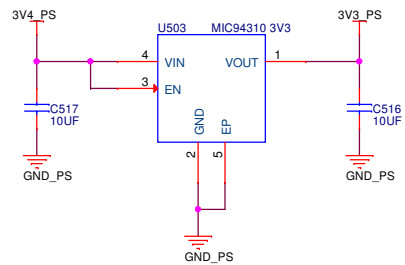 3V4_PS
U503 MIC94310 3V3
3V3_PS
4 VIN
VOUT 1
3 EN
C517
10UF
GND
EP
C516
10UF
2
5
GND_PS
GND_PS
GND_PS